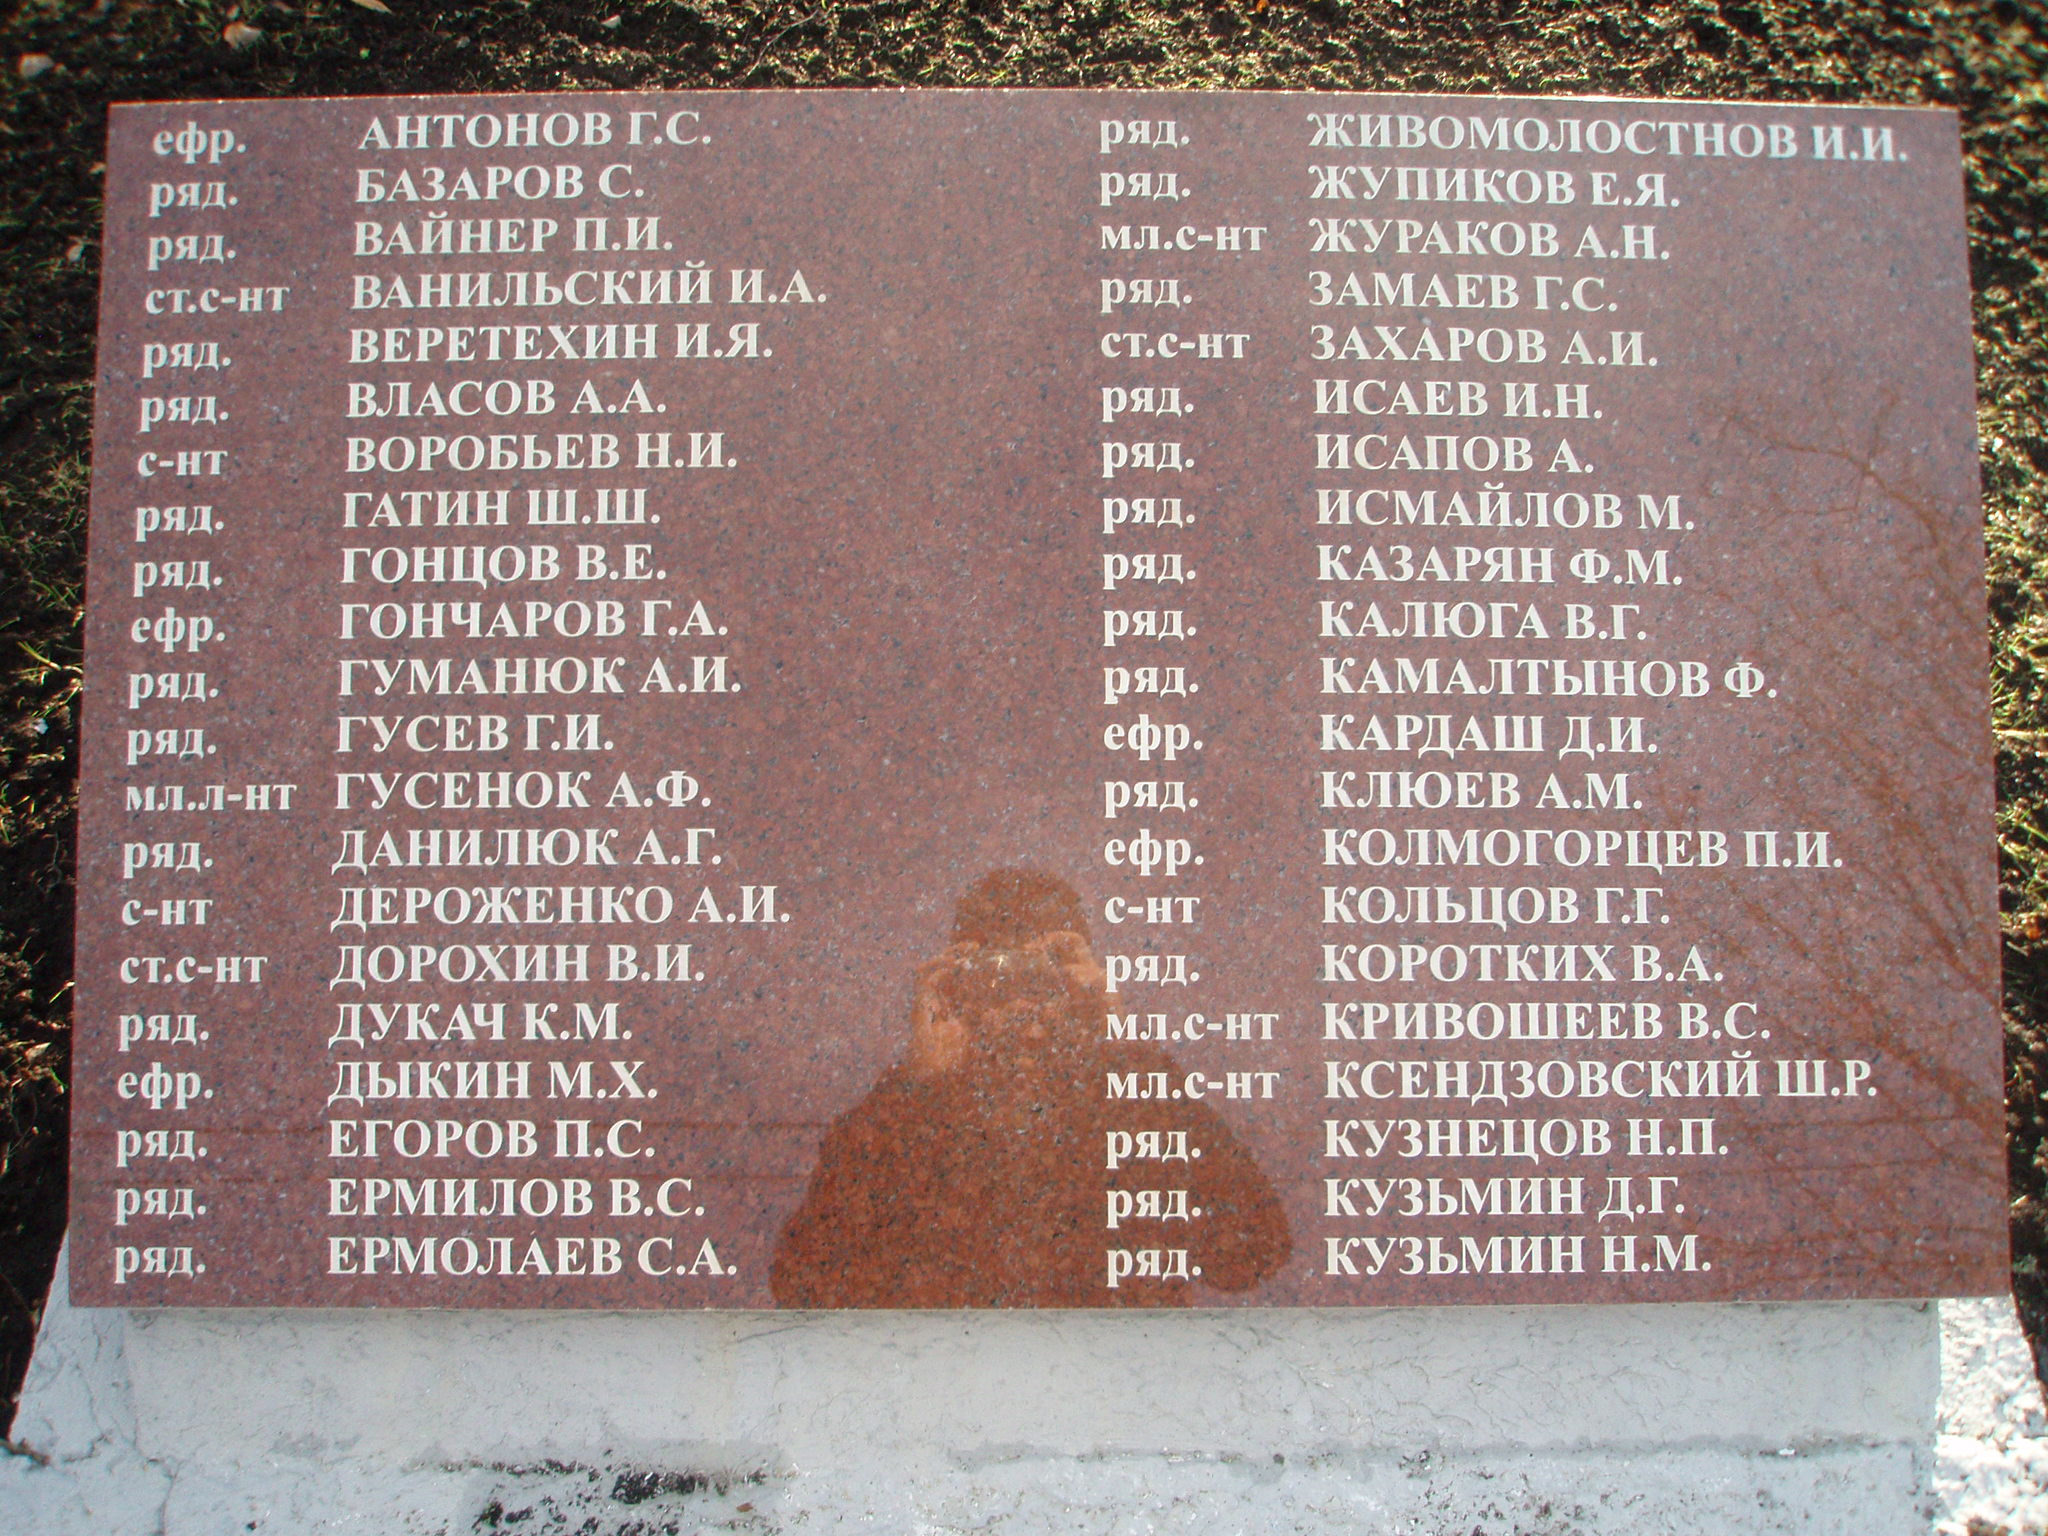 ефр. АНТОНОВ Г.С.
ряд. БАЗАРОВ С.
ряд. ВАЙНЕР П.И.
ст.с-нт ВАНИЛЬСКИЙ И.А.
ряд. ВЕРЕТЕХИН И.Я.
ряд. ВЛАСОВ А.А.
с-нт ВОРОБЬЕВ Н.И.
ряд. ГАТИН Ш.Ш.
ряд. ГОНЦОВ В.Е.
ефр. ГОНЧАРОВ Г.А.
ряд. ГУМАНЮК А.И.
ряд. ГУСЕВ Г.И.
мл.л-нт ГУСЕНОК А.Ф.
ряд. ДАНИЛЮК А.Г.
с-нт ДЕРОЖЕНКО А.И.
ст.с-нт ДОРОХИН В.И.
ряд. ДУКАЧ К.М.
ефр. ДЫКИН М.Х.
ряд. ЕГОРОВ П.С.
ряд. ЕРМИЛОВ В.С.
ряд. ЕРМОЛАЕВ С.А.
ряд. ЖИВОМОЛОСТНОВ И.И.
ряд. ЖУПИКОВ Е.Я.
мл.с-нт ЖУРАКОВ А.Н.
ряд. ЗАМАЕВ Г.С.
ст.с-нт ЗАХАРОВ А.И.
ряд. ИСАЕВ И.Н.
ряд. ИСАПОВ А.
ряд. ИСМАЙЛОВ М.
ряд. КАЗАРЯН Ф.М.
ряд. КАЛЮГА В.Г.
ряд. КАМАЛТЫНОВ Ф.
ефр. КАРДАШ Д.И.
ряд. КЛЮЕВ А.М.
ефр. КОЛМОГОРЦЕВ П.И.
с-нт КОЛЬЦОВ Г.Г.
ряд. КОРОТКИХ В.А.
мл.с-нт КРИВОШЕЕВ В.С.
мл.с-нт КСЕНДЗОВСКИЙ Ш.Р.
ряд. КУЗНЕЦОВ Н.П.
ряд. КУЗЬМИН Д.Г.
ряд. КУЗЬМИН Н.М.